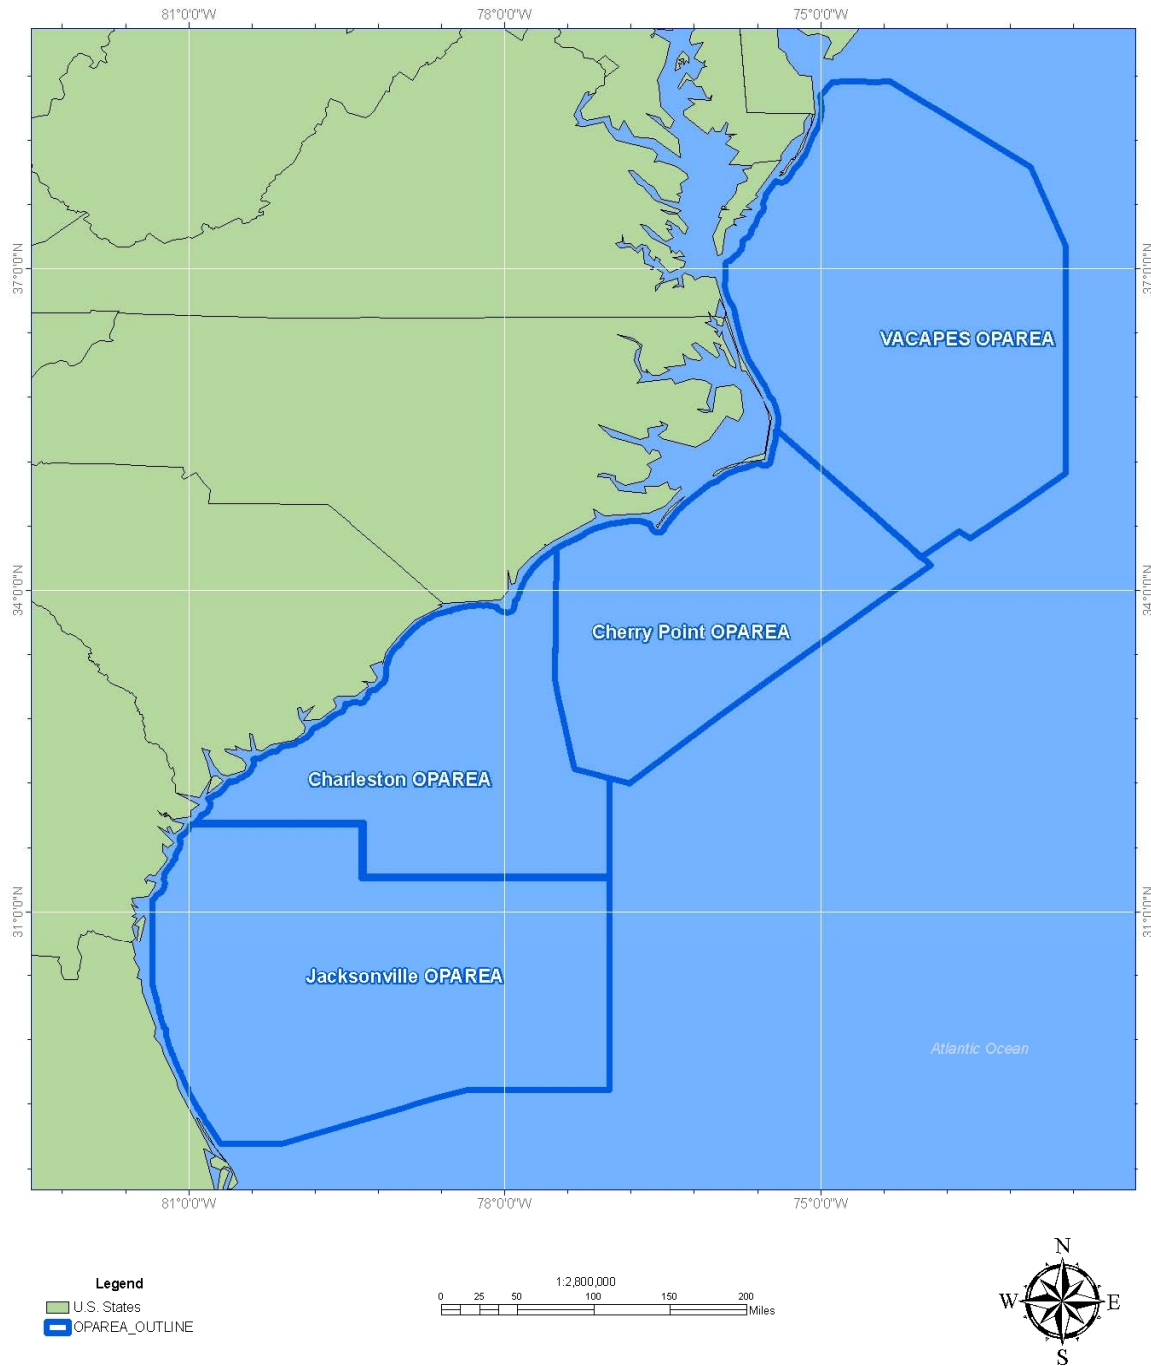 81°0'0"W 78°0'0"W 75°0'0"W
37°0'0"N 37°0'0"N
VACAPES OPAREA
34°0'0"N 34°0'0"N
Cherry Point OPAREA
Charleston OPAREA
31°0'0"N 31°0'0"N
Jacksonville OPAREA
Atlantic Ocean
81°0'0"W 78°0'0"W 75°0'0"W
Legend
U.S. States
OPAREA_OUTLINE
1:2,800,000
0 25 50 100 150 200
Miles
N
W E
S